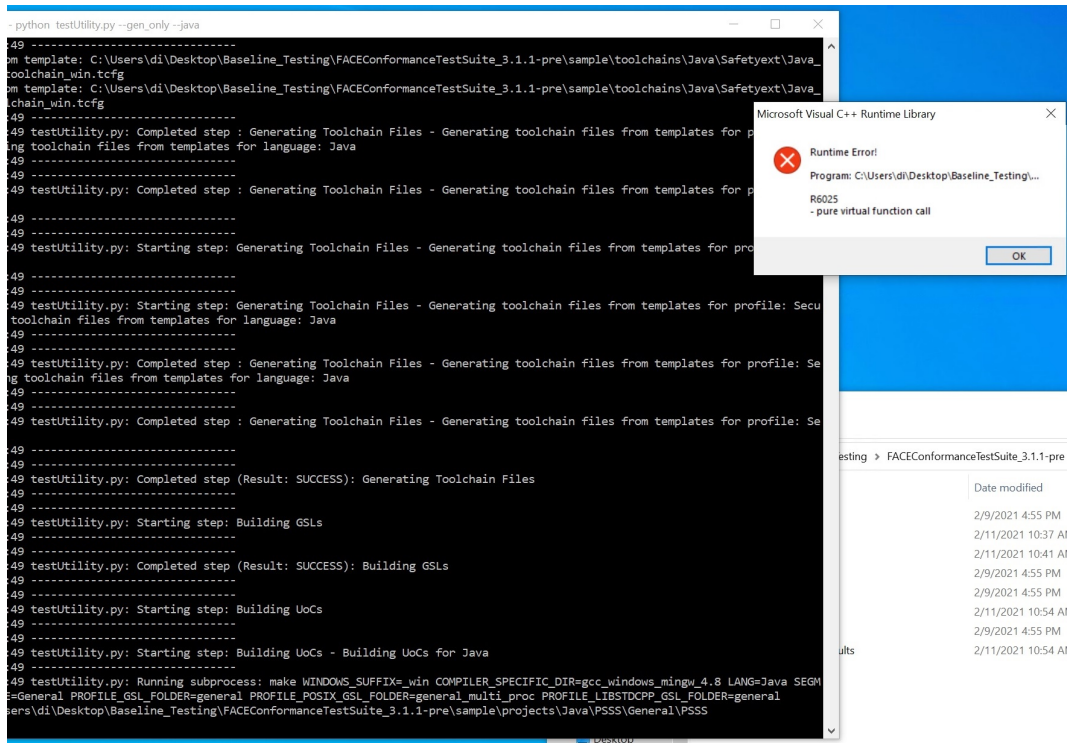 - python testUtility.py --gen_only --java
:49 -------------------------------
om template: C:\Users\di\Desktop\Baseline_Testing\FACEConformanceTestSuite_3.1.1-pre\sample\toolchains\Java\Safetyext\Java_
toolchain_win.tcfg
om template: C:\Users\di\Desktop\Baseline_Testing\FACEConformanceTestSuite_3.1.1-pre\sample\toolchains\Java\Safetyext\Java_
lchain_win.tcfg
:49 -------------------------------
:49 testUtility.py: Completed step : Generating Toolchain Files - Generating toolchain files from templates for p
ing toolchain files from templates for language: Java
:49 -------------------------------
:49 -------------------------------
:49 testUtility.py: Completed step : Generating Toolchain Files - Generating toolchain files from templates for p
:49 -------------------------------
:49 -------------------------------
:49 testUtility.py: Starting step: Generating Toolchain Files - Generating toolchain files from templates for pro
:49 -------------------------------
:49 -------------------------------
:49 testUtility.py: Starting step: Generating Toolchain Files - Generating toolchain files from templates for profile: Secu
toolchain files from templates for language: Java
:49 -------------------------------
:49 -------------------------------
:49 testUtility.py: Completed step : Generating Toolchain Files - Generating toolchain files from templates for profile: Se
ng toolchain files from templates for language: Java
:49 -------------------------------
:49 -------------------------------
:49 testUtility.py: Completed step : Generating Toolchain Files - Generating toolchain files from templates for profile: Se
:49 -------------------------------
:49 -------------------------------
:49 testUtility.py: Completed step (Result: SUCCESS): Generating Toolchain Files
:49 -------------------------------
:49 -------------------------------
:49 testUtility.py: Starting step: Building GSLs
:49 -------------------------------
:49 -------------------------------
:49 testUtility.py: Completed step (Result: SUCCESS): Building GSLs
:49 -------------------------------
:49 -------------------------------
:49 testUtility.py: Starting step: Building UoCs
:49 -------------------------------
:49 -------------------------------
:49 testUtility.py: Starting step: Building UoCs - Building UoCs for Java
:49 -------------------------------
:49 testUtility.py: Running subprocess: make WINDOWS_SUFFIX=_win COMPILER_SPECIFIC_DIR=gcc_windows_mingw_4.8 LANG=Java SEGM
E=General PROFILE_GSL_FOLDER=general PROFILE_POSIX_GSL_FOLDER=general_multi_proc PROFILE_LIBSTDCPP_GSL_FOLDER=general
sers\di\Desktop\Baseline_Testing\FACEConformanceTestSuite_3.1.1-pre\sample\projects\Java\PSSS\General\PSSS
Microsoft Visual C++ Runtime Library
Runtime Error!
Program: C:\Users\di\Desktop\Baseline_Testing\...
R6025
- pure virtual function call
OK
esting > FACEConformanceTestSuite_3.1.1-pre
Date modified
2/9/2021 4:55 PM
2/11/2021 10:37 AM
2/11/2021 10:41 AM
2/9/2021 4:55 PM
2/9/2021 4:55 PM
2/11/2021 10:54 AM
2/9/2021 4:55 PM
ults 2/11/2021 10:54 AM
Desktop